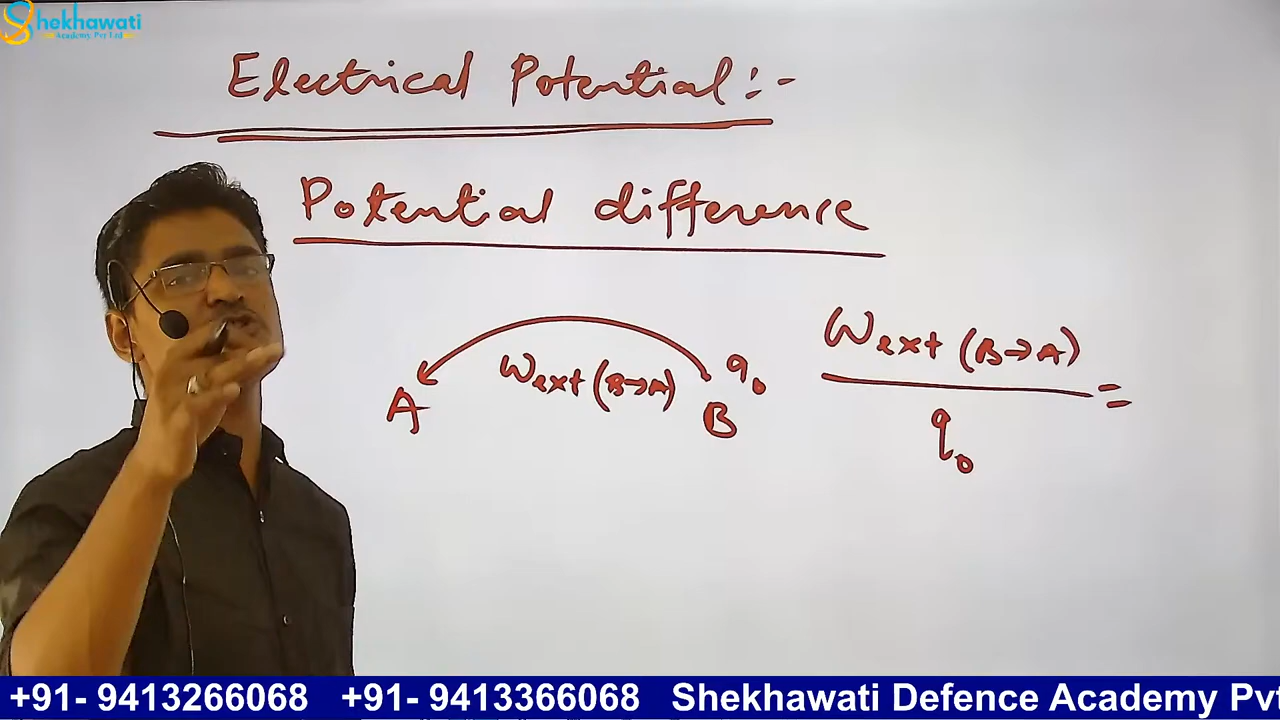 Shekhawati
Academy Pvt Ltd
Electrical Potential :-
Potential difference
A
Wext (B→A)
q₀
B
Wext (B→A)
=
q₀
+91- 9413266068 +91- 9413366068 Shekhawati Defence Academy Pvt